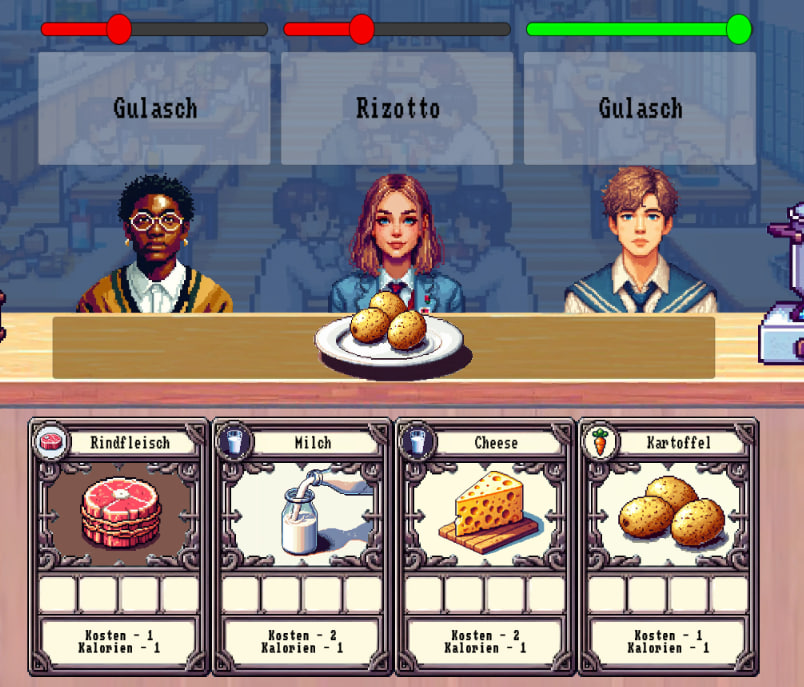 Gulasch
Rizotto
Gulasch
Rindfleisch
Milch
Cheese
Kartoffel
Kosten - 1
Kalorien - 1
Kosten - 2
Kalorien - 1
Kosten - 2
Kalorien - 1
Kosten - 1
Kalorien - 1